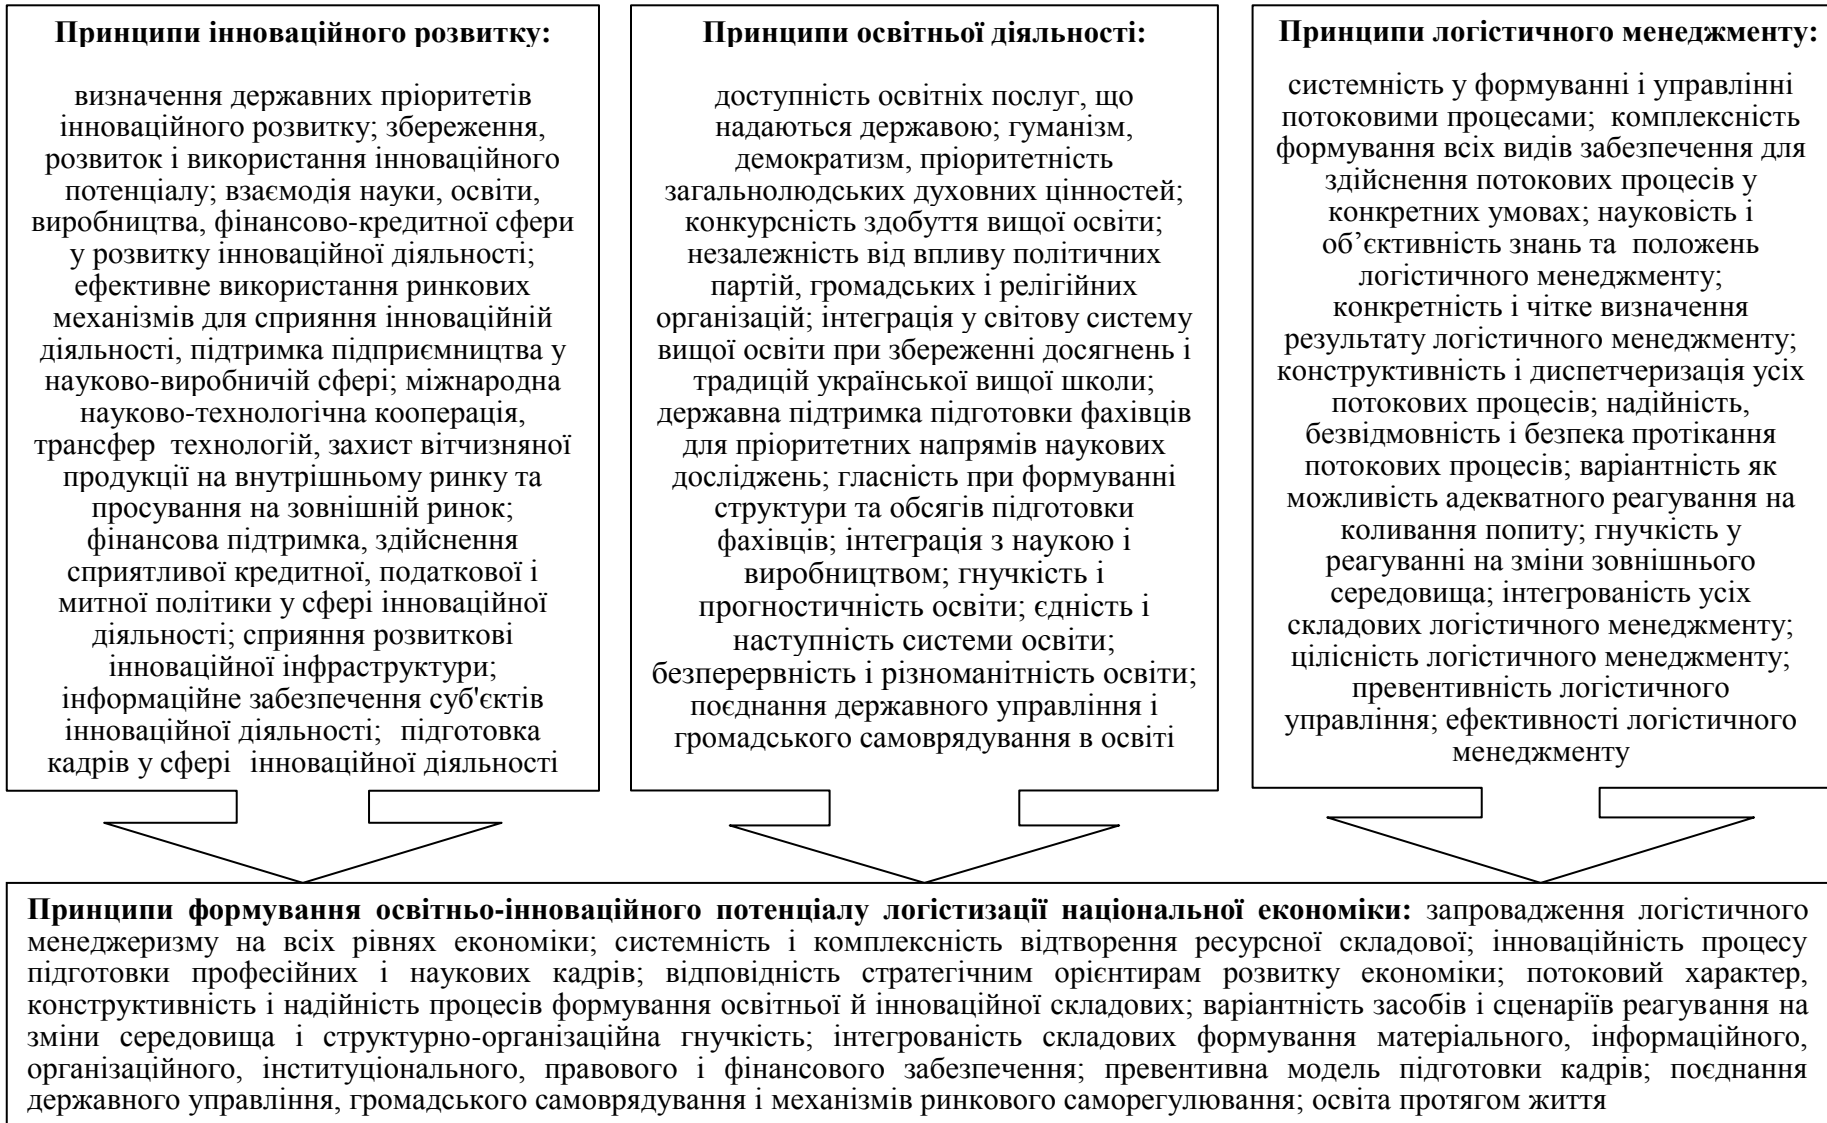 Принципи інноваційного розвитку:
визначення державних пріоритетів
інноваційного розвитку; збереження,
розвиток і використання інноваційного
потенціалу; взаємодія науки, освіти,
виробництва, фінансово-кредитної сфери
у розвитку інноваційної діяльності;
ефективне використання ринкових
механізмів для сприяння інноваційній
діяльності, підтримка підприємництва у
науково-виробничій сфері; міжнародна
науково-технологічна кооперація,
трансфер технологій, захист вітчизняної
продукції на внутрішньому ринку та
просування на зовнішній ринок;
фінансова підтримка, здійснення
сприятливої кредитної, податкової і
митної політики у сфері інноваційної
діяльності; сприяння розвиткові
інноваційної інфраструктури;
інформаційне забезпечення суб'єктів
інноваційної діяльності; підготовка
кадрів у сфері інноваційної діяльності
Принципи освітньої діяльності:
доступність освітніх послуг, що
надаються державою; гуманізм,
демократизм, пріоритетність
загальнолюдських духовних цінностей;
конкурсність здобуття вищої освіти;
незалежність від впливу політичних
партій, громадських і релігійних
організацій; інтеграція у світову систему
вищої освіти при збереженні досягнень і
традицій української вищої школи;
державна підтримка підготовки фахівців
для пріоритетних напрямів наукових
досліджень; гласність при формуванні
структури та обсягів підготовки
фахівців; інтеграція з наукою і
виробництвом; гнучкість і
прогностичність освіти; єдність і
наступність системи освіти;
безперервність і різноманітність освіти;
поєднання державного управління і
громадського самоврядування в освіті
Принципи логістичного менеджменту:
системність у формуванні і управлінні
потоковими процесами; комплексність
формування всіх видів забезпечення для
здійснення потокових процесів у
конкретних умовах; науковість і
об’єктивність знань та положень
логістичного менеджменту;
конкретність і чітке визначення
результату логістичного менеджменту;
конструктивність і диспетчеризація усіх
потокових процесів; надійність,
безвідмовність і безпека протікання
потокових процесів; варіантність як
можливість адекватного реагування на
коливання попиту; гнучкість у
реагуванні на зміни зовнішнього
середовища; інтегрованість усіх
складових логістичного менеджменту;
цілісність логістичного менеджменту;
превентивність логістичного
управління; ефективності логістичного
менеджменту
Принципи формування освітньо-інноваційного потенціалу логістизації національної економіки: запровадження логістичного
менеджеризму на всіх рівнях економіки; системність і комплексність відтворення ресурсної складової; інноваційність процесу
підготовки професійних і наукових кадрів; відповідність стратегічним орієнтирам розвитку економіки; потоковий характер,
конструктивність і надійність процесів формування освітньої й інноваційної складових; варіантність засобів і сценаріїв реагування на
зміни середовища і структурно-організаційна гнучкість; інтегрованість складових формування матеріального, інформаційного,
організаційного, інституціонального, правового і фінансового забезпечення; превентивна модель підготовки кадрів; поєднання
державного управління, громадського самоврядування і механізмів ринкового саморегулювання; освіта протягом життя